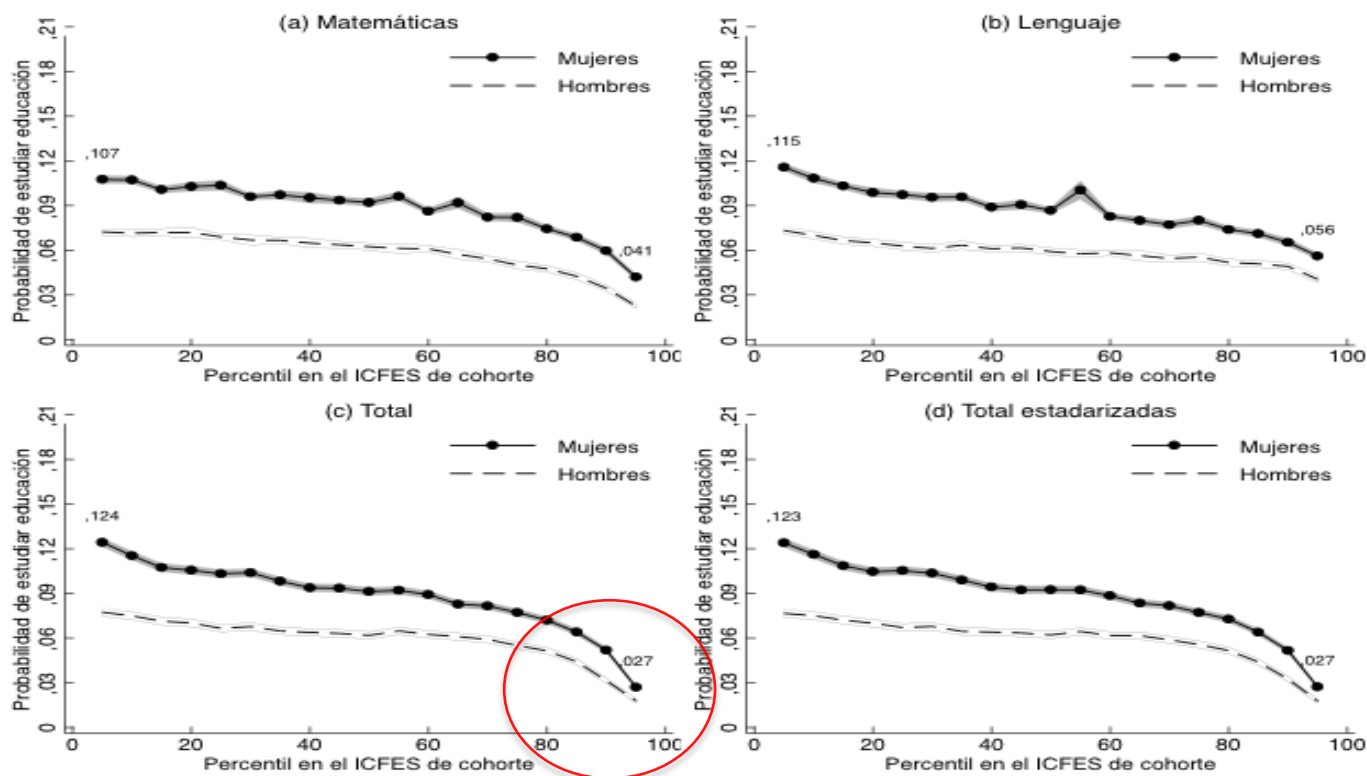 (a) Matemáticas
Probabilidad de estudiar educación
0 ,03 ,06 ,09 ,12 ,15 ,18 ,21
Mujeres
Hombres
,107
,041
0 20 40 60 80 100
Percentil en el ICFES de cohorte
(b) Lenguaje
Probabilidad de estudiar educación
0 ,03 ,06 ,09 ,12 ,15 ,18 ,21
Mujeres
Hombres
,115
,056
0 20 40 60 80 100
Percentil en el ICFES de cohorte
(c) Total
Probabilidad de estudiar educación
0 ,03 ,06 ,09 ,12 ,15 ,18 ,21
Mujeres
Hombres
,124
,027
0 20 40 60 80 100
Percentil en el ICFES de cohorte
(d) Total estadarizadas
Probabilidad de estudiar educación
0 ,03 ,06 ,09 ,12 ,15 ,18 ,21
Mujeres
Hombres
,123
,027
0 20 40 60 80 100
Percentil en el ICFES de cohorte